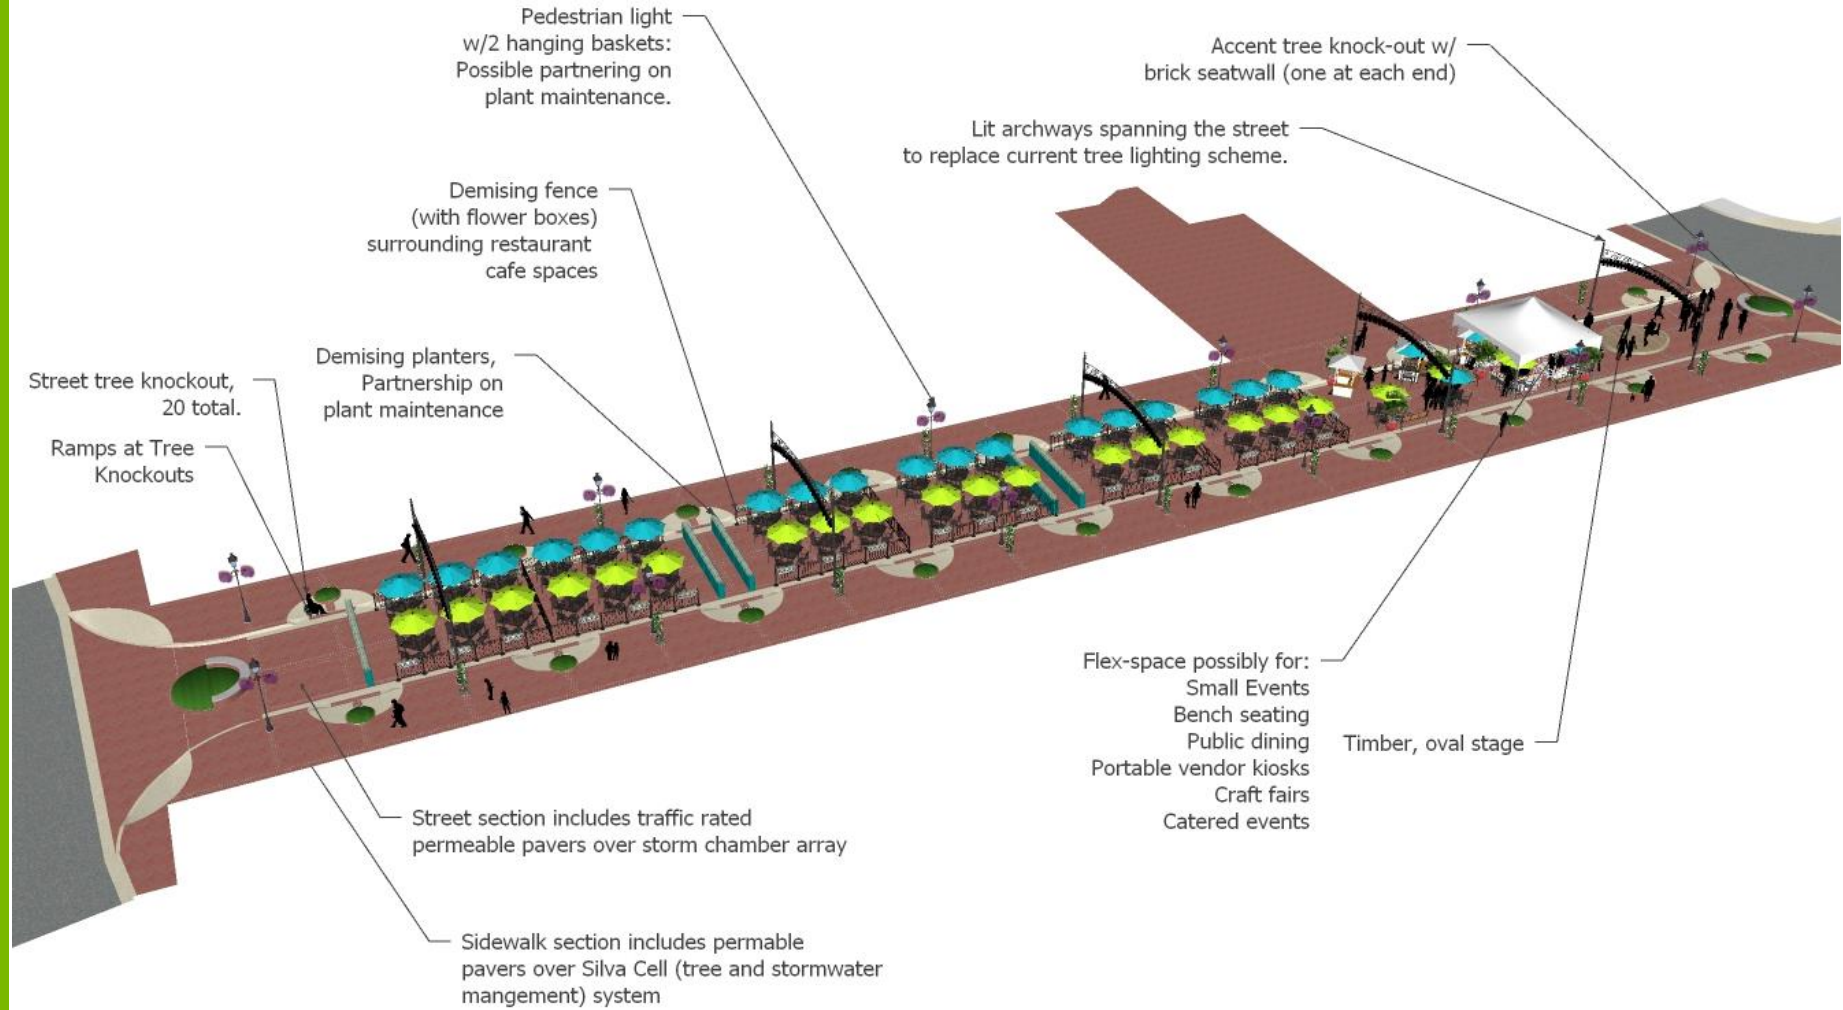 Pedestrian light
w/2 hanging baskets:
Possible partnering on
plant maintenance.
Accent tree knock-out w/
brick seatwall (one at each end)
Lit archways spanning the street
to replace current tree lighting scheme.
Demising fence
(with flower boxes)
surrounding restaurant
cafe spaces
Demising planters,
Partnership on
plant maintenance
Street tree knockout,
20 total.
Ramps at Tree
Knockouts
Flex-space possibly for:
Small Events
Bench seating
Public dining
Portable vendor kiosks
Craft fairs
Catered events
Timber, oval stage
Street section includes traffic rated
permeable pavers over storm chamber array
Sidewalk section includes permable
pavers over Silva Cell (tree and stormwater
mangement) system